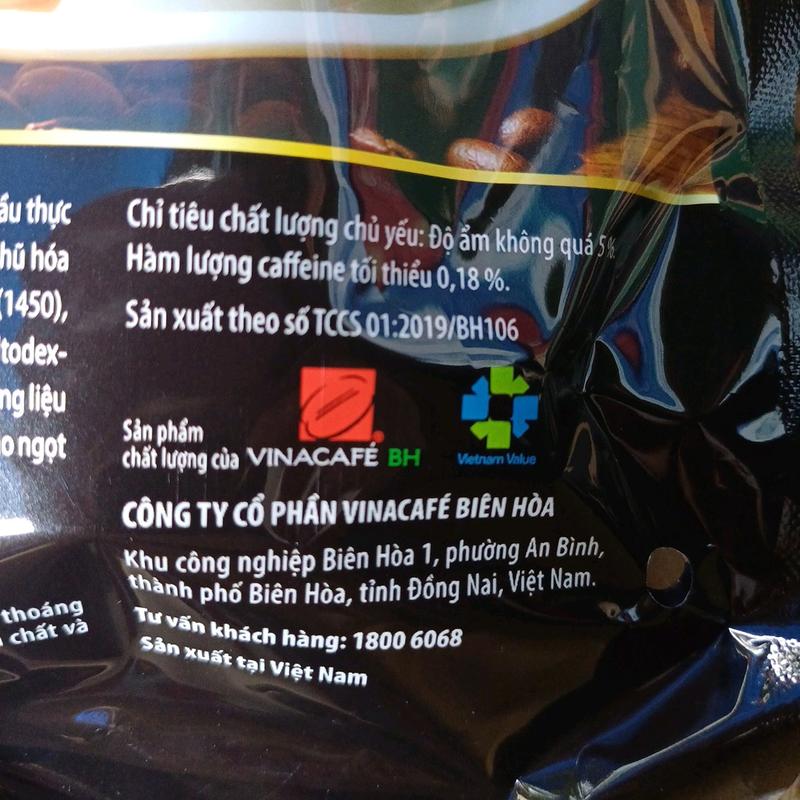 ầu thực
hũ hóa
(1450),
todex-
ng liệu
o ngọt
thoáng
chất và
Chỉ tiêu chất lượng chủ yếu: Độ ẩm không quá 5%.
Hàm lượng caffeine tối thiểu 0,18 %.
Sản xuất theo số TCCS 01:2019/BH106
Sản phẩm
chất lượng của VINACAFÉ BH
Vietnam Value
CÔNG TY CỔ PHẦN VINACAFÉ BIÊN HÒA
Khu công nghiệp Biên Hòa 1, phường An Bình,
thành phố Biên Hòa, tỉnh Đồng Nai, Việt Nam.
Tư vấn khách hàng: 1800 6068
Sản xuất tại Việt Nam